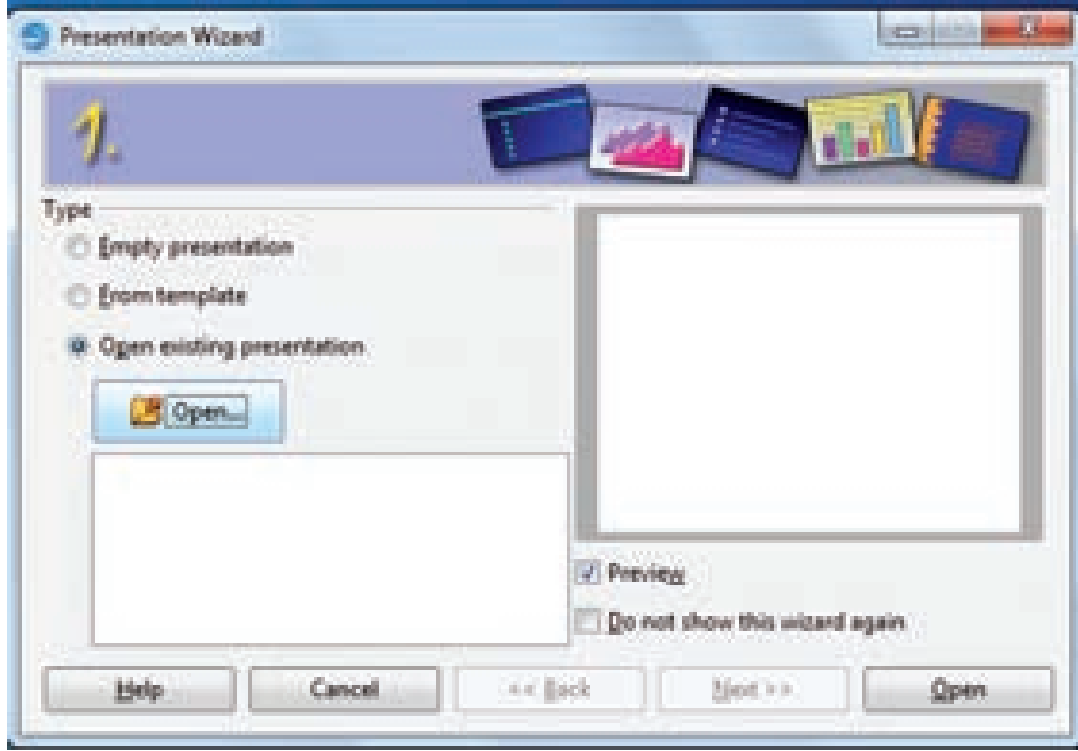 Presentation Wizard
1.
Type
Empty presentation
From template
Open existing presentation
Open...
Preview
Do not show this wizard again
Help
Cancel
<< Back
Next >>
Open